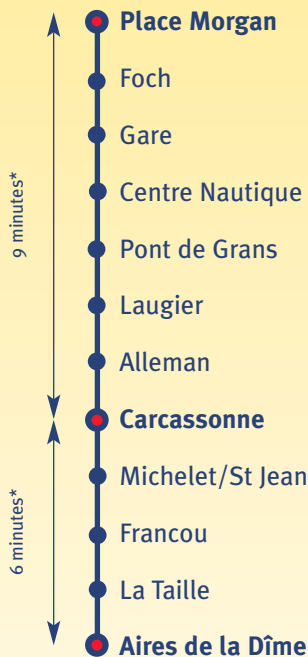 Place Morgan
Foch
Gare
Centre Nautique
Pont de Grans
Laugier
Alleman
Carcassonne
Michelet/St Jean
Francou
La Taille
Aires de la Dîme
9 minutes*
6 minutes*